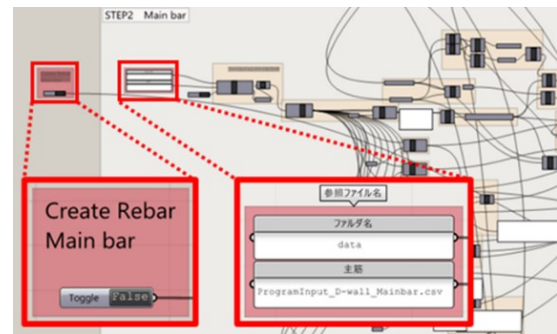 STEP2 Main bar
Create Rebar
Main bar
Toggle False
参照ファイル名
フォルダ名
data
主筋
ProgramInput_D-wall_Mainbar.csv